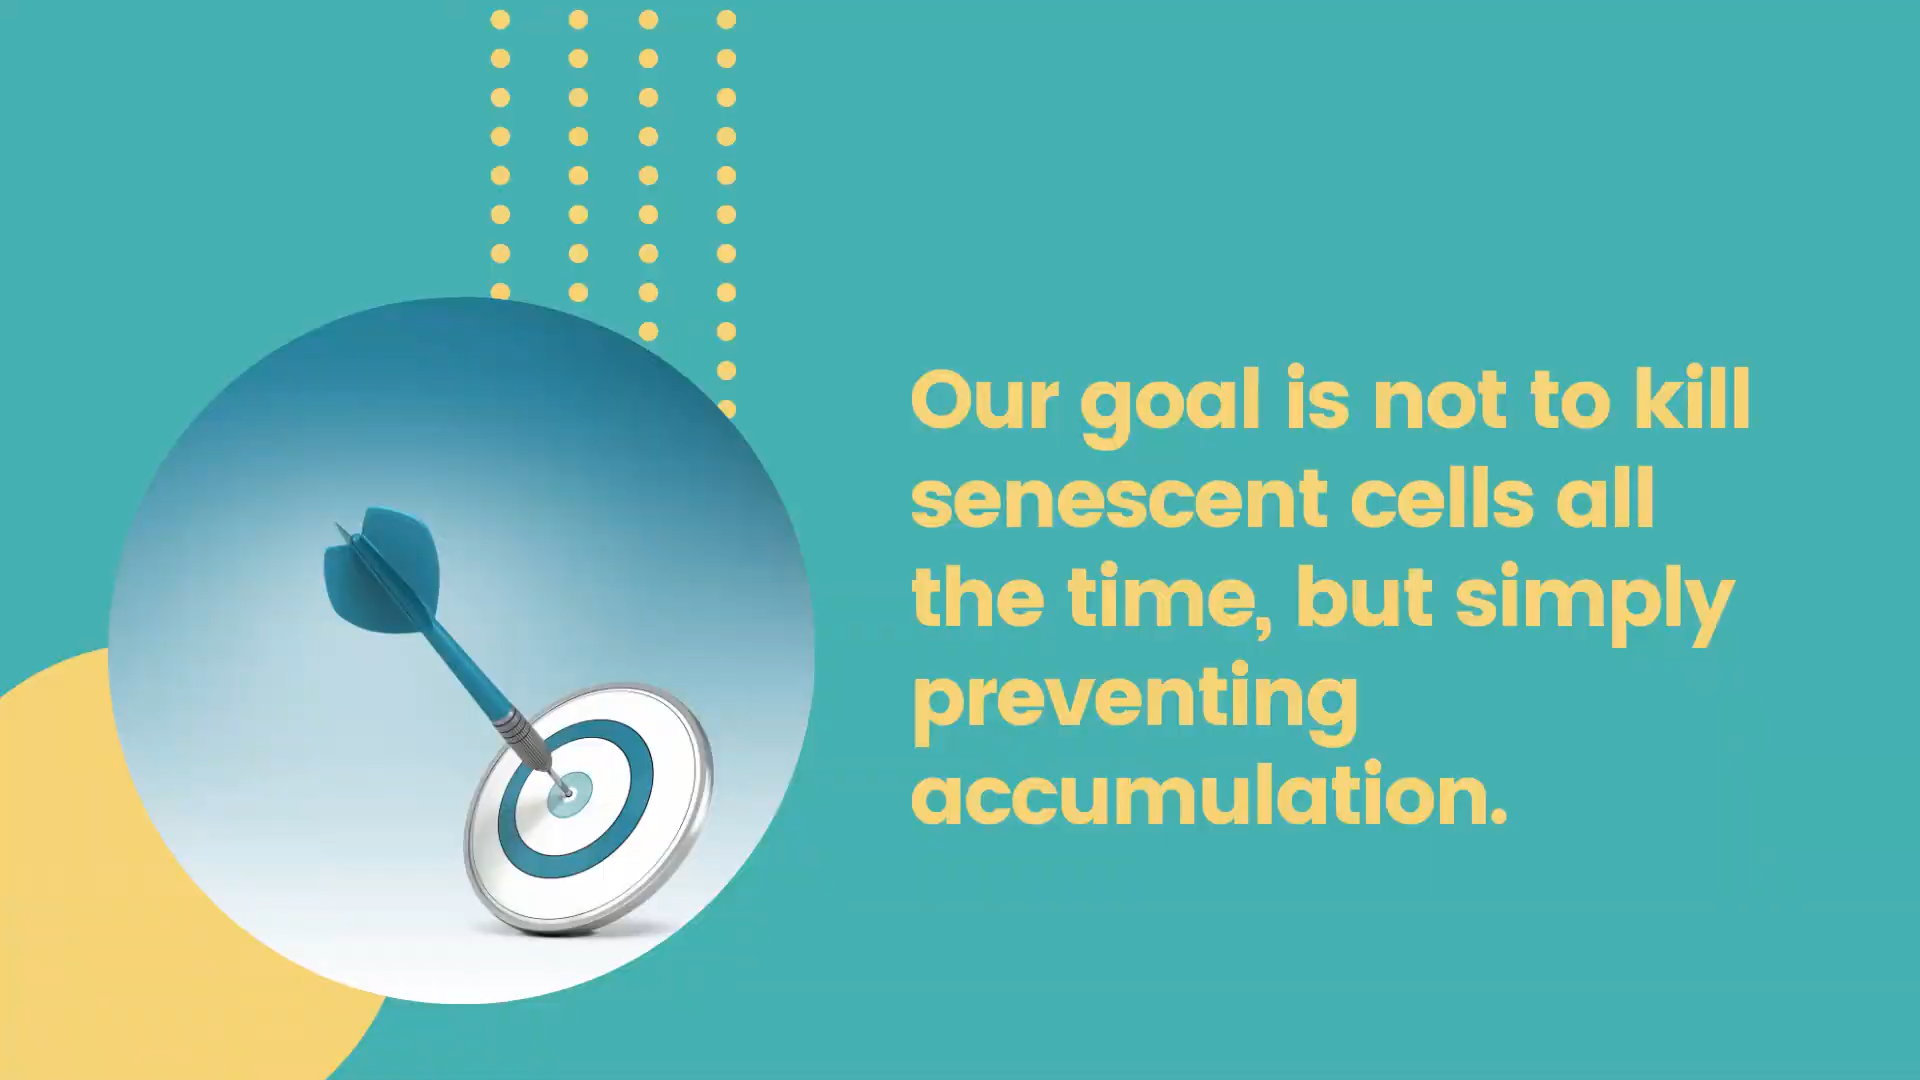 Our goal is not to kill
senescent cells all
the time, but simply
preventing
accumulation.